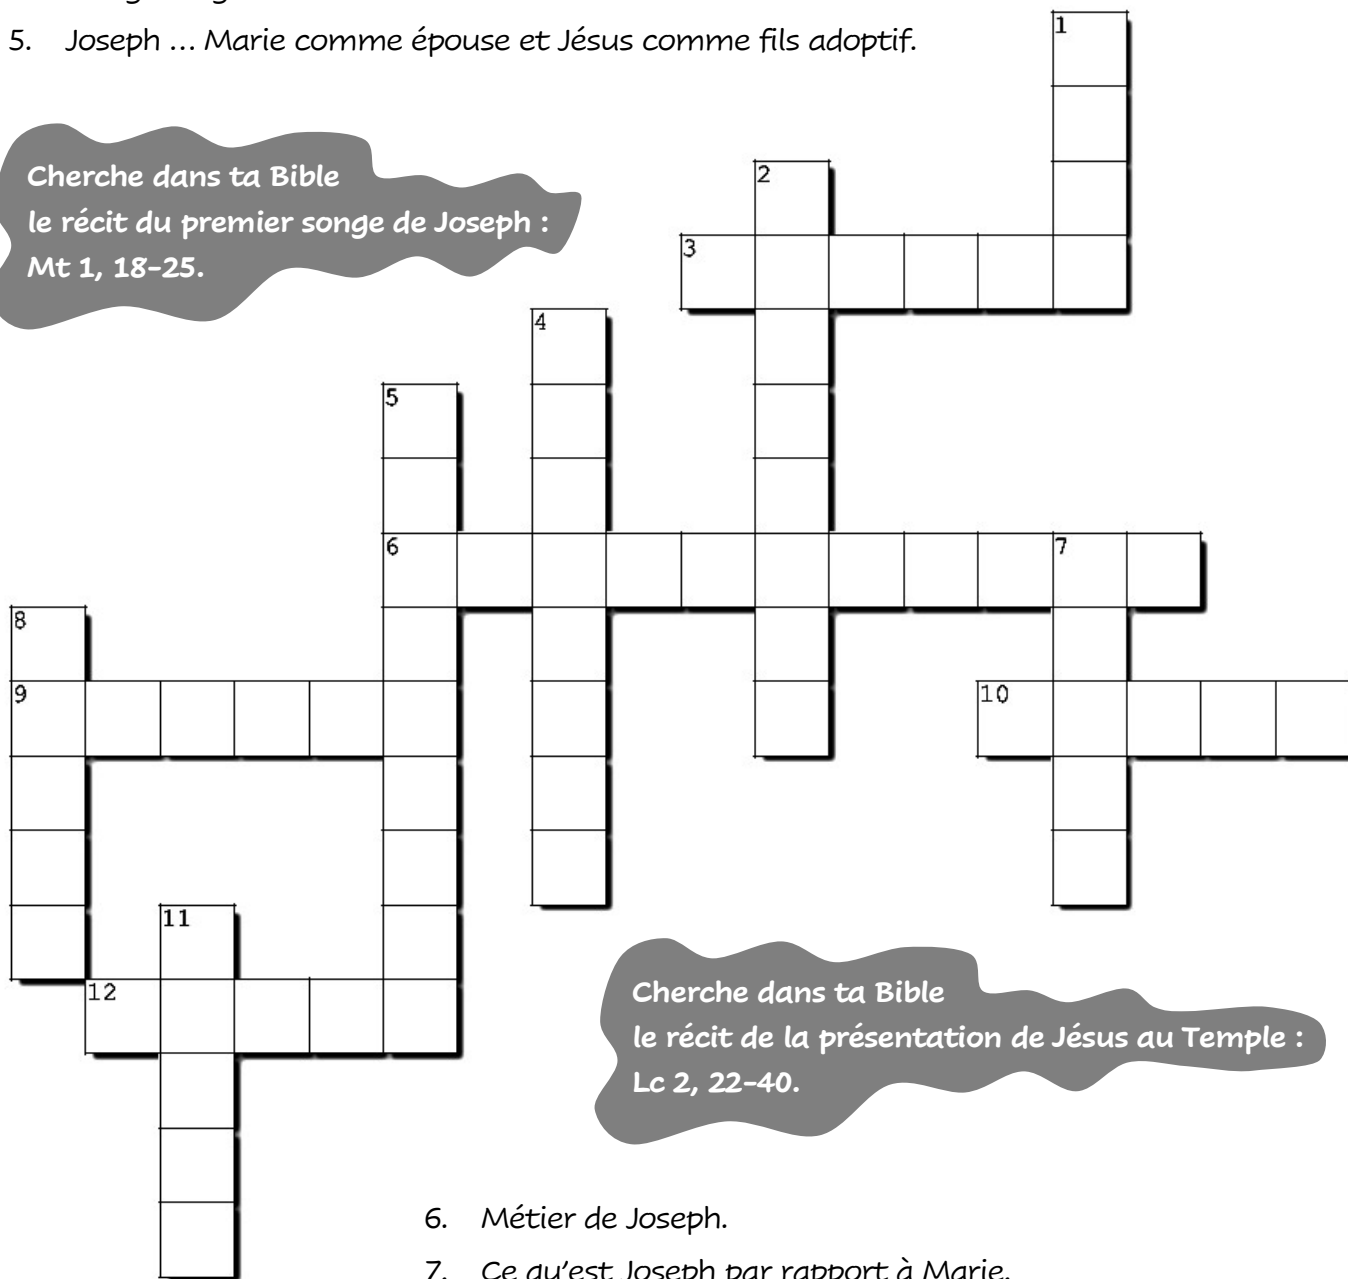 5. Joseph … Marie comme épouse et Jésus comme fils adoptif.
1
Cherche dans ta Bible
le récit du premier songe de Joseph :
Mt 1, 18-25.
2
3
4
5
6
7
8
9
10
11
12
Cherche dans ta Bible
le récit de la présentation de Jésus au Temple :
Lc 2, 22-40.
6. Métier de Joseph.
7. Ce qu'est Joseph par rapport à Marie.